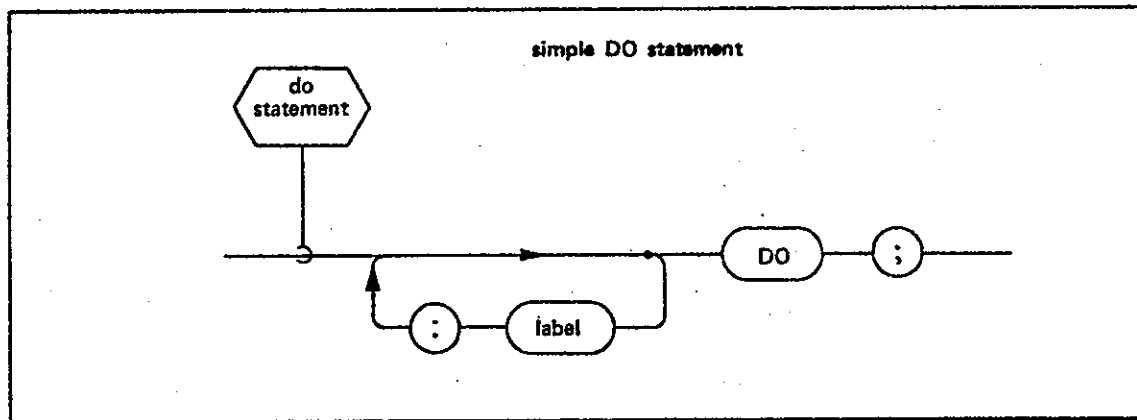 simple DO statement
do
statement
DO ;
: label